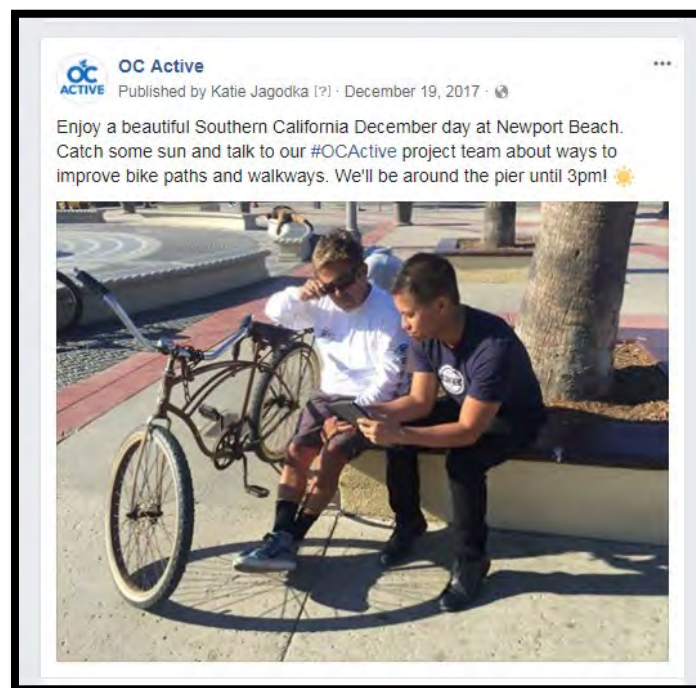 OC
ACTIVE
OC Active
Published by Katie Jagodka [?] · December 19, 2017 ·
Enjoy a beautiful Southern California December day at Newport Beach.
Catch some sun and talk to our #OCActive project team about ways to
improve bike paths and walkways. We'll be around the pier until 3pm! ☀️